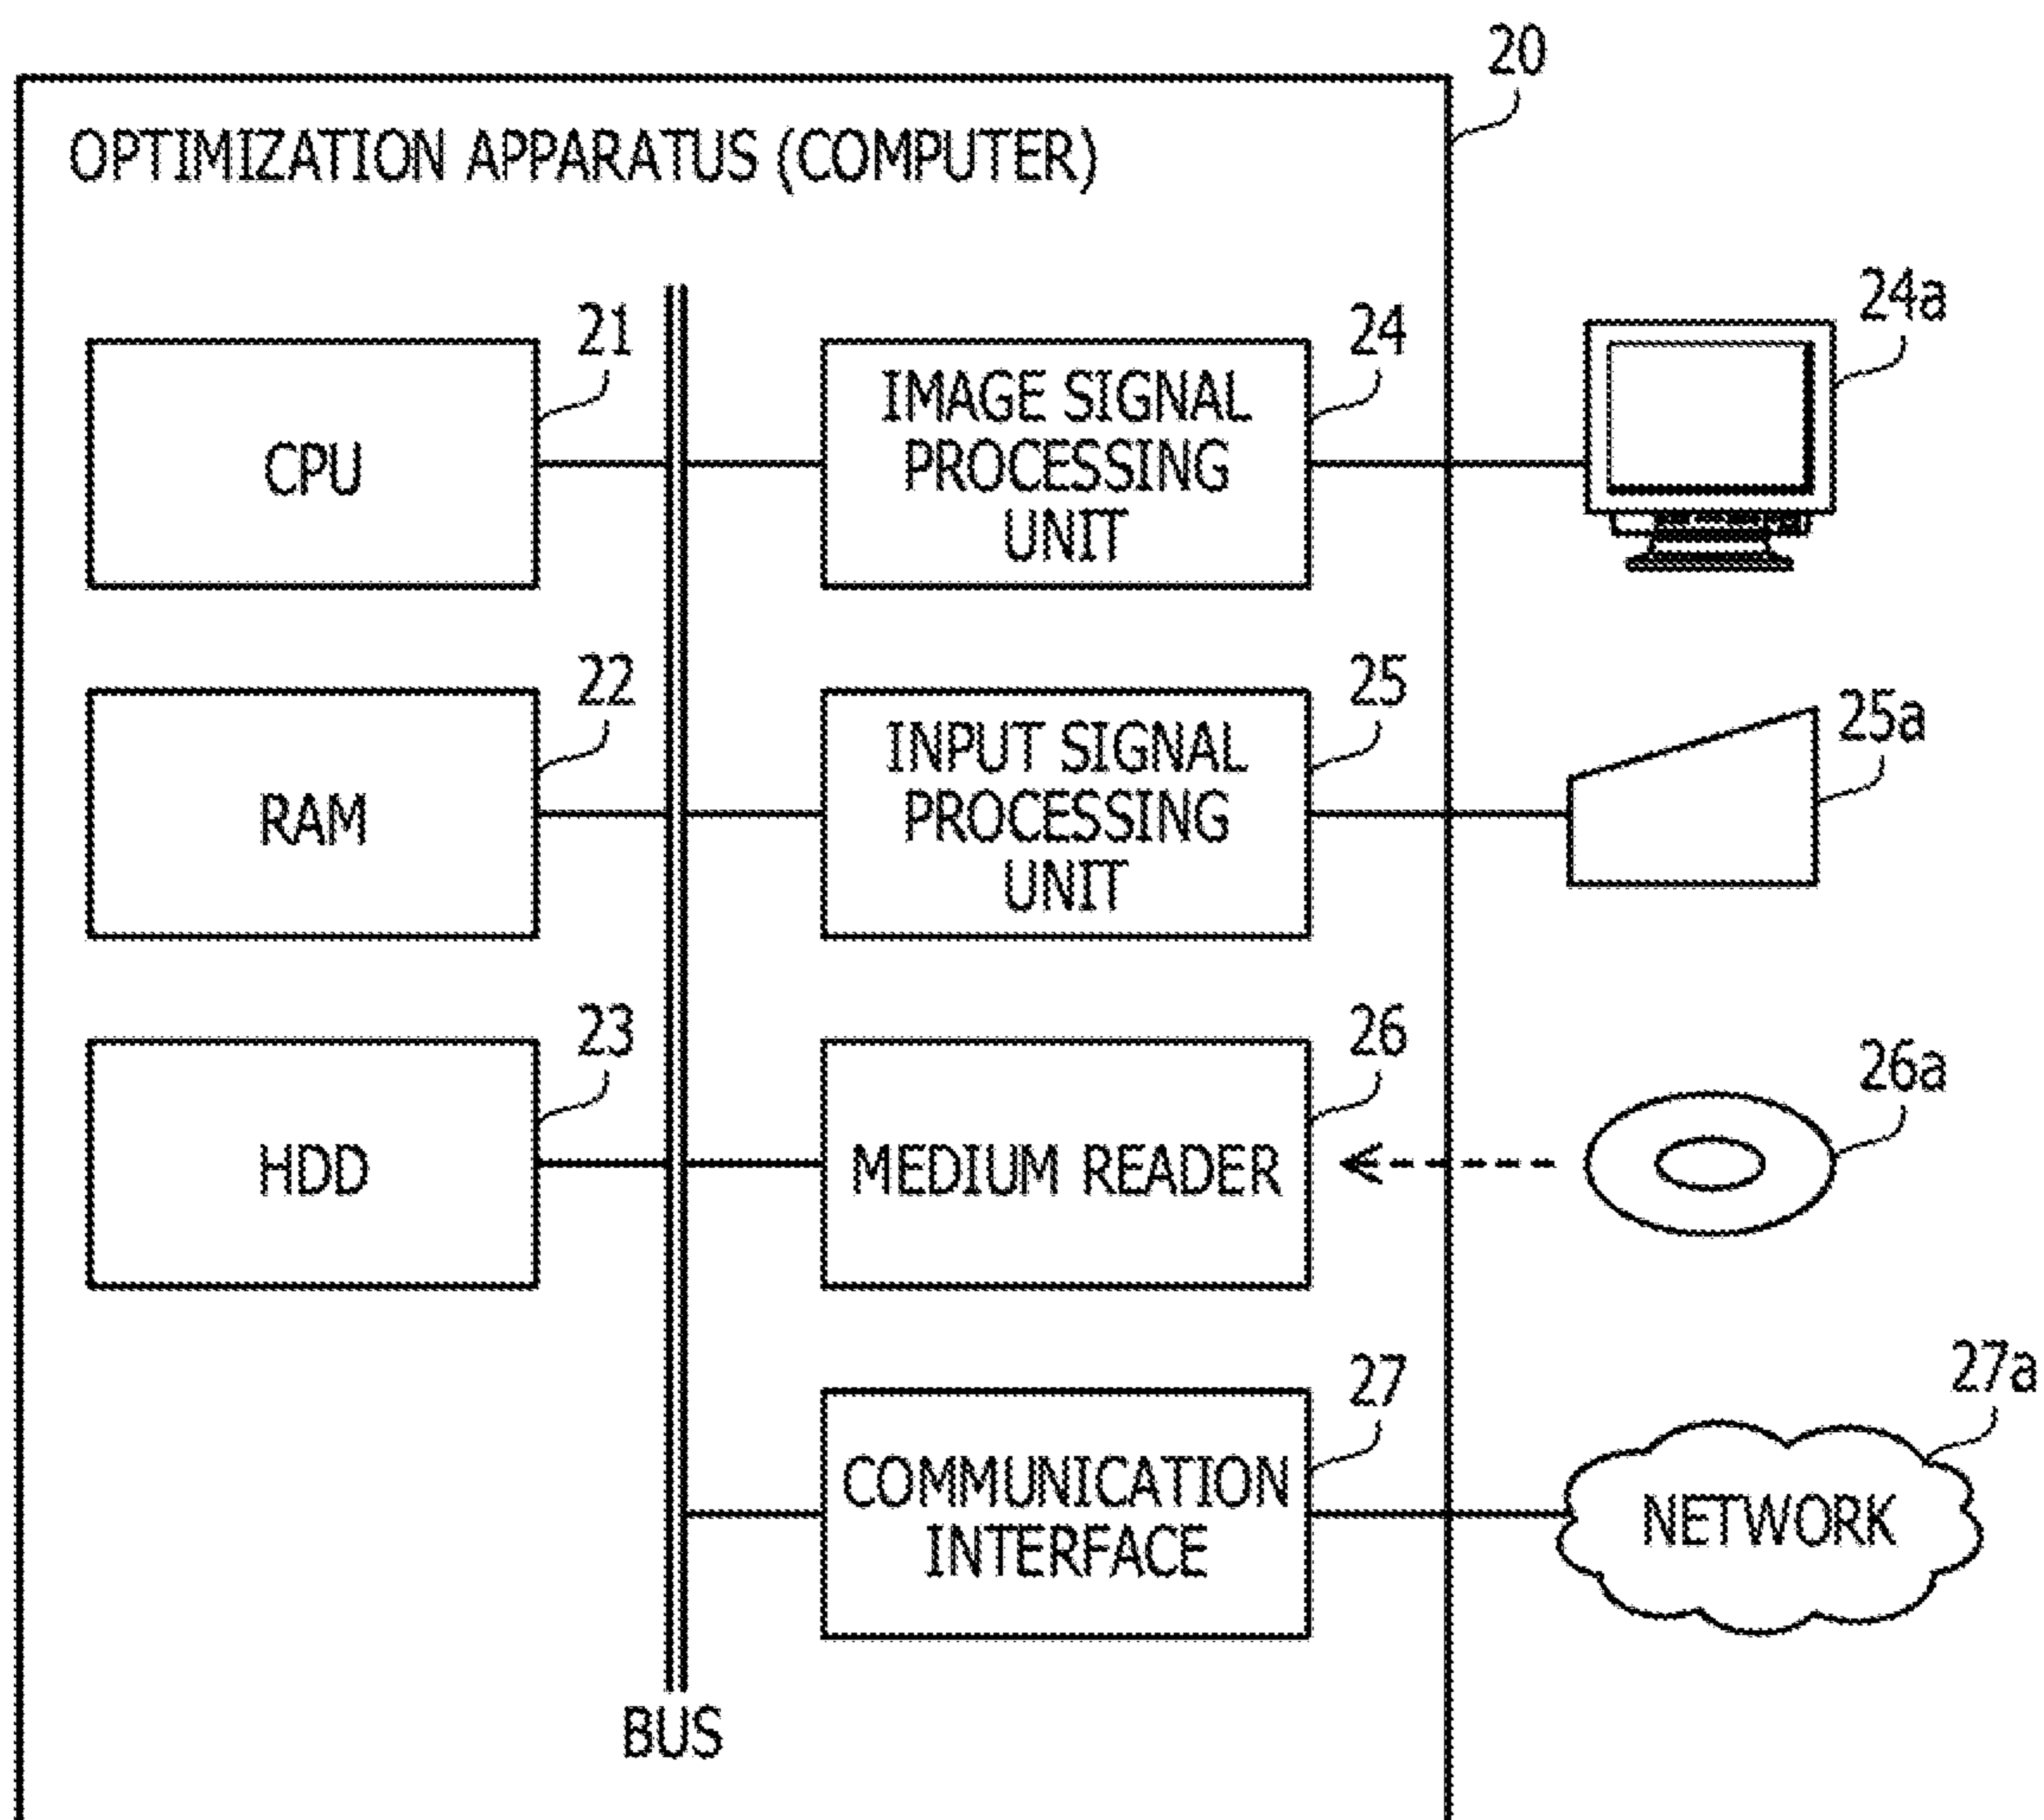 20
OPTIMIZATION APPARATUS (COMPUTER)
21
CPU
24
IMAGE SIGNAL
PROCESSING
UNIT
24a
22
RAM
25
INPUT SIGNAL
PROCESSING
UNIT
25a
23
HDD
26
MEDIUM READER
26a
27
COMMUNICATION
INTERFACE
27a
NETWORK
BUS